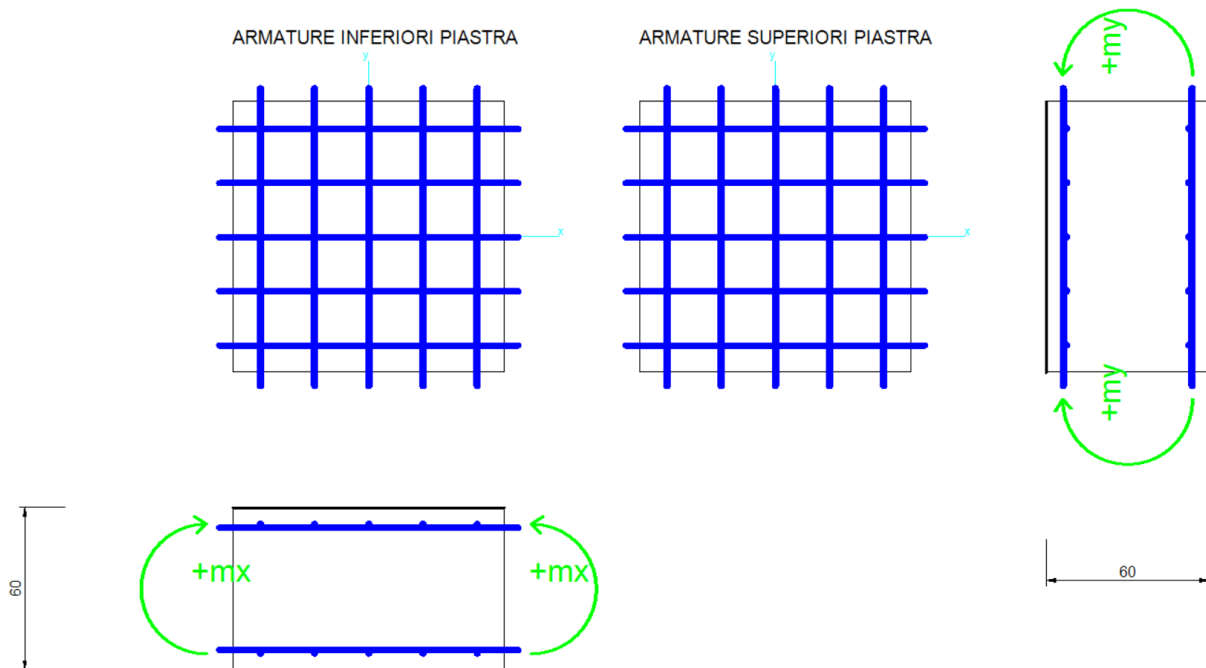 ARMATURE INFERIORI PIASTRA
ARMATURE SUPERIORI PIASTRA
y
y
+my
x
x
+my
+mx
+mx
60
60